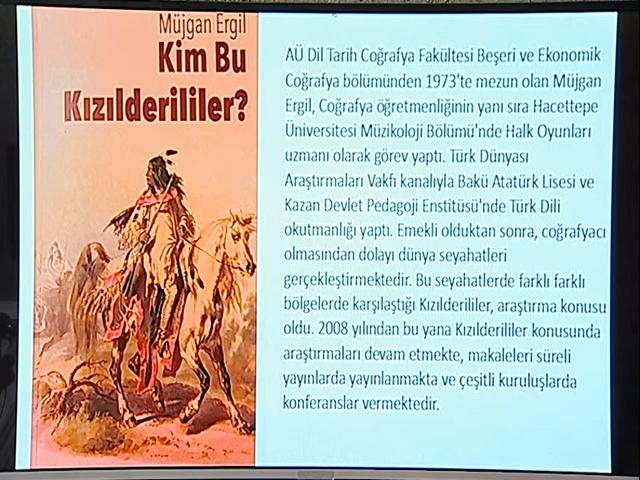 Müjgan Ergil
Kim Bu
Kızılderililer?
AÜ Dil Tarih Coğrafya Fakültesi Beşeri ve Ekonomik
Coğrafya bölümünden 1973'te mezun olan Müjgan
Ergil, Coğrafya öğretmenliğinin yanı sıra Hacettepe
Üniversitesi Müzikoloji Bölümü'nde Halk Oyunları
uzmanı olarak görev yaptı. Türk Dünyası
Araştırmaları Vakfı kanalıyla Bakü Atatürk Lisesi ve
Kazan Devlet Pedagoji Enstitüsü'nde Türk Dili
okutmanlığı yaptı. Emekli olduktan sonra, coğrafyacı
olmasından dolayı dünya seyahatleri
gerçekleştirmektedir. Bu seyahatlerde farklı farklı
bölgelerde karşılaştığı Kızılderililer, araştırma konusu
oldu. 2008 yılından bu yana Kızılderililer konusunda
araştırmaları devam etmekte, makaleleri süreli
yayınlarda yayınlanmakta ve çeşitli kuruluşlarda
konferanslar vermektedir.